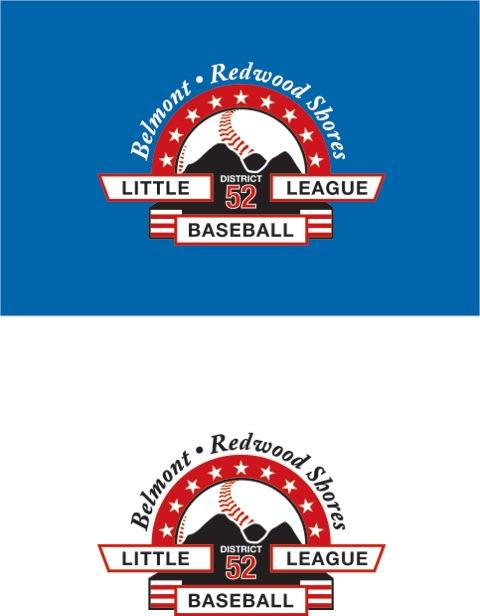 Belmont • Redwood Shores
DISTRICT
LITTLE 52 LEAGUE
BASEBALL
Belmont • Redwood Shores
DISTRICT
LITTLE 52 LEAGUE
BASEBALL